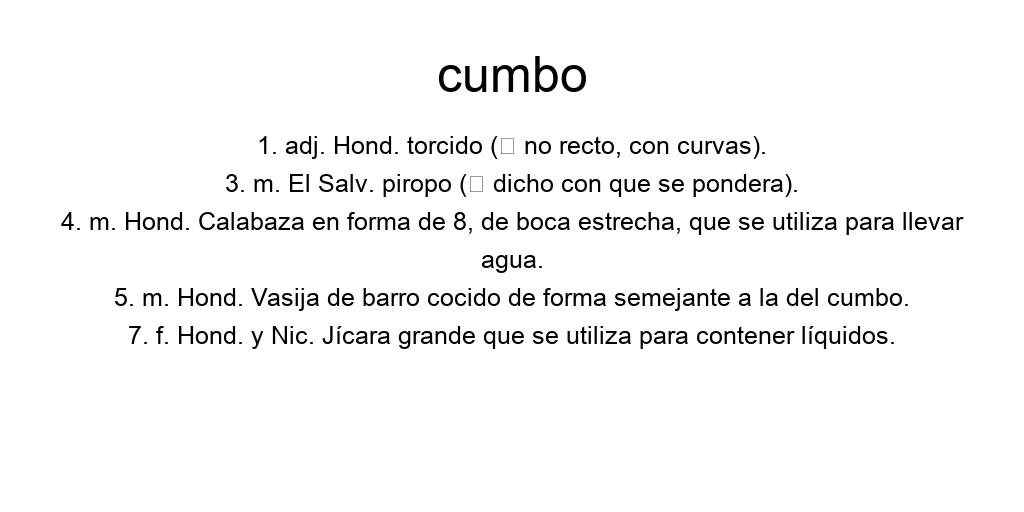 cumbo
1. adj. Hond. torcido (▯ no recto, con curvas).
3. m. El Salv. piropo (▯ dicho con que se pondera).
4. m. Hond. Calabaza en forma de 8, de boca estrecha, que se utiliza para llevar
agua.
5. m. Hond. Vasija de barro cocido de forma semejante a la del cumbo.
7. f. Hond. y Nic. Jícara grande que se utiliza para contener líquidos.